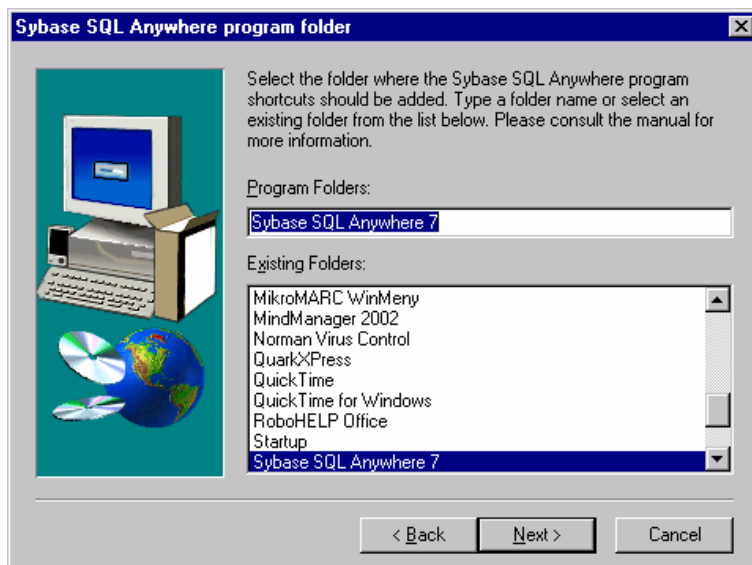 Sybase SQL Anywhere program folder
Select the folder where the Sybase SQL Anywhere program
shortcuts should be added. Type a folder name or select an
existing folder from the list below. Please consult the manual for
more information.
Program Folders:
Sybase SQL Anywhere 7
Existing Folders:
MikroMARC WinMeny
MindManager 2002
Norman Virus Control
QuarkXPress
QuickTime
QuickTime for Windows
RoboHELP Office
Startup
Sybase SQL Anywhere 7
< Back
Next >
Cancel